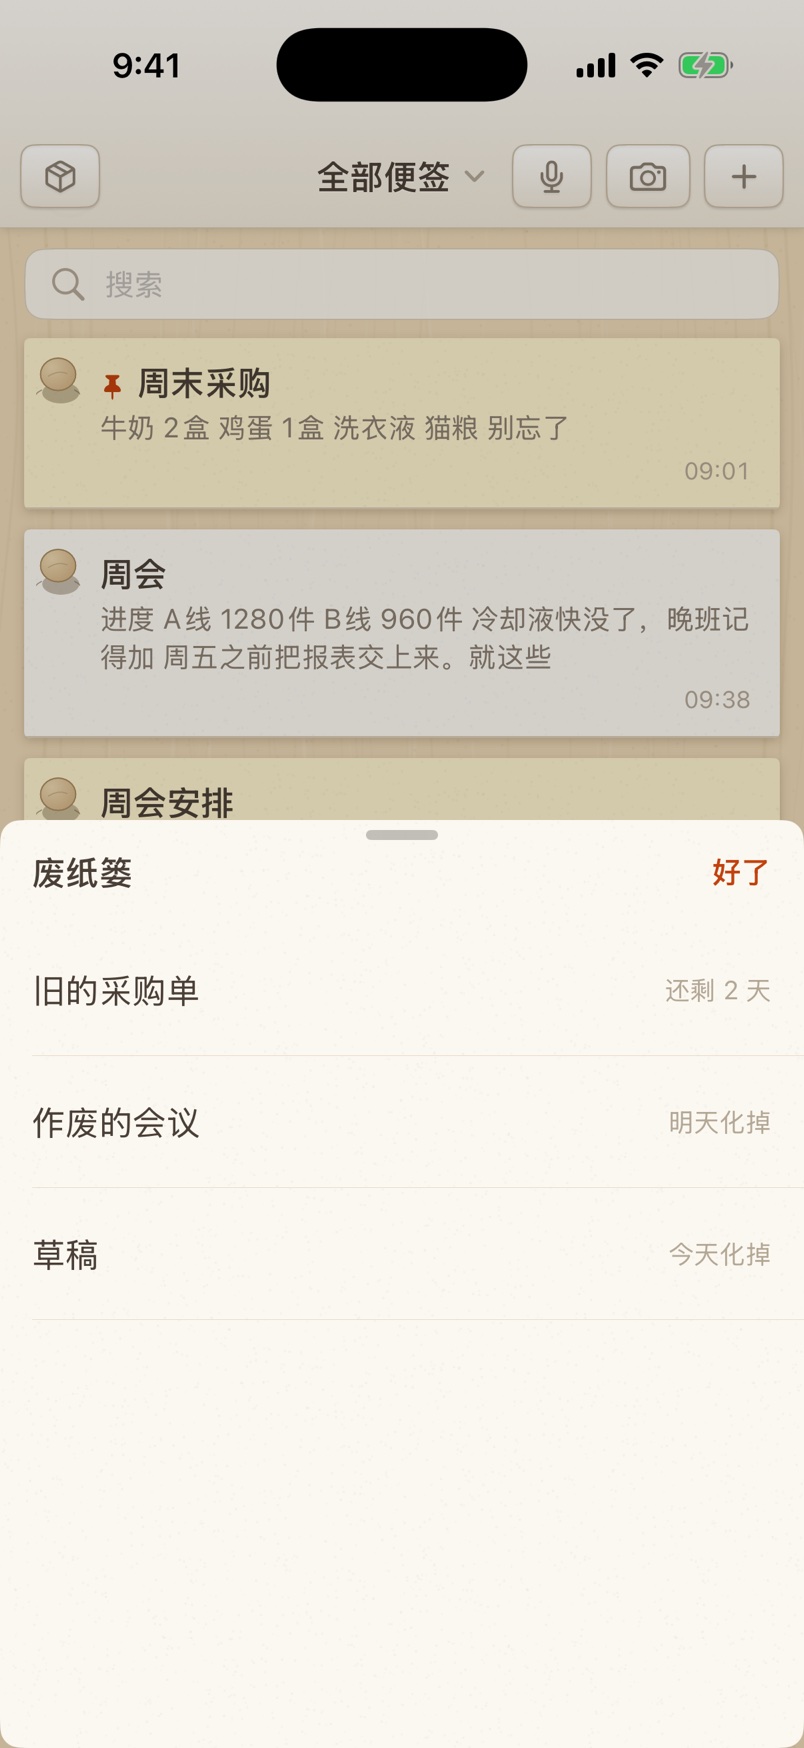 9:41
全部便签
搜索
周末采购
牛奶 2盒 鸡蛋 1盒 洗衣液 猫粮 别忘了
09:01
周会
进度 A线 1280件 B线 960件 冷却液快没了，晚班记
得加 周五之前把报表交上来。就这些
09:38
周会安排
废纸篓
好了
旧的采购单
还剩 2 天
作废的会议
明天化掉
草稿
今天化掉